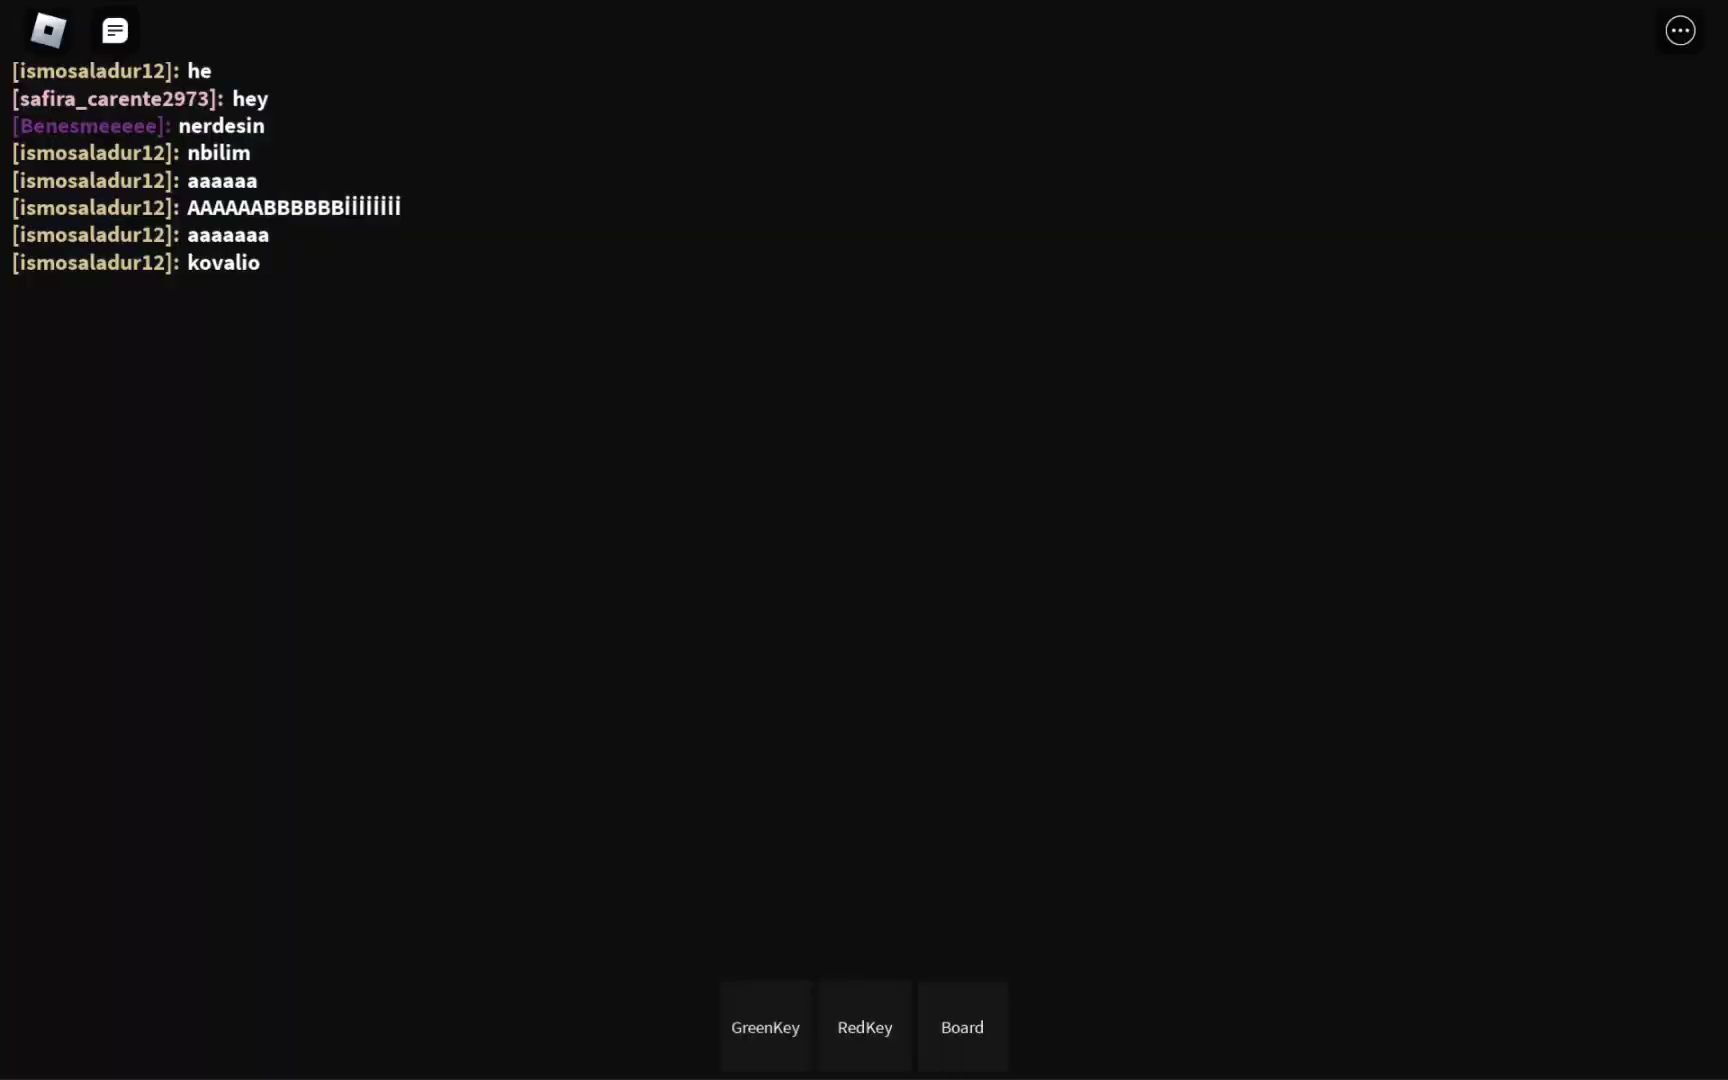 [ismosaladur12]: he
[safira_carente2973]: hey
[Benesmeeeee]: nerdesin
[ismosaladur12]: nbilim
[ismosaladur12]: aaaaaa
[ismosaladur12]: AAAAAABBBBBBİİİİİİİİ
[ismosaladur12]: aaaaaaa
[ismosaladur12]: kovalio
GreenKey RedKey Board